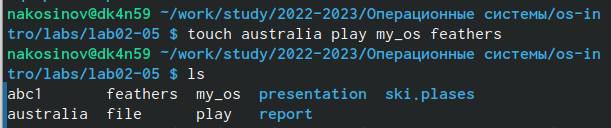 nakosinov@dk4n59 ~/work/study/2022-2023/Операционные системы/os-in
tro/labs/lab02-05 $ touch australia play my_os feathers
nakosinov@dk4n59 ~/work/study/2022-2023/Операционные системы/os-in
tro/labs/lab02-05 $ ls
abc1 feathers my_os presentation ski.plases
australia file play report